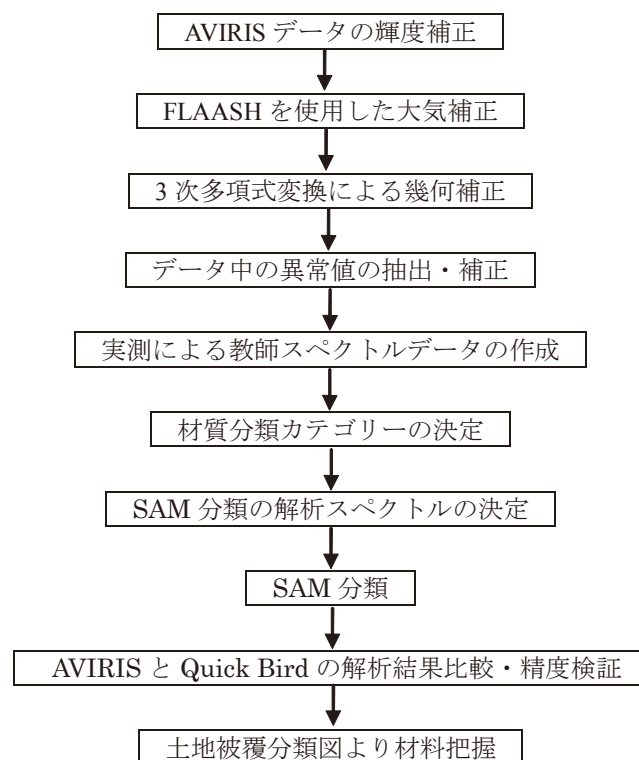 AVIRIS データの輝度補正
FLAASH を使用した大気補正
3 次多項式変換による幾何補正
データ中の異常値の抽出・補正
実測による教師スペクトルデータの作成
材質分類カテゴリーの決定
SAM 分類の解析スペクトルの決定
SAM 分類
AVIRIS と Quick Bird の解析結果比較・精度検証
土地被覆分類図より材料把握